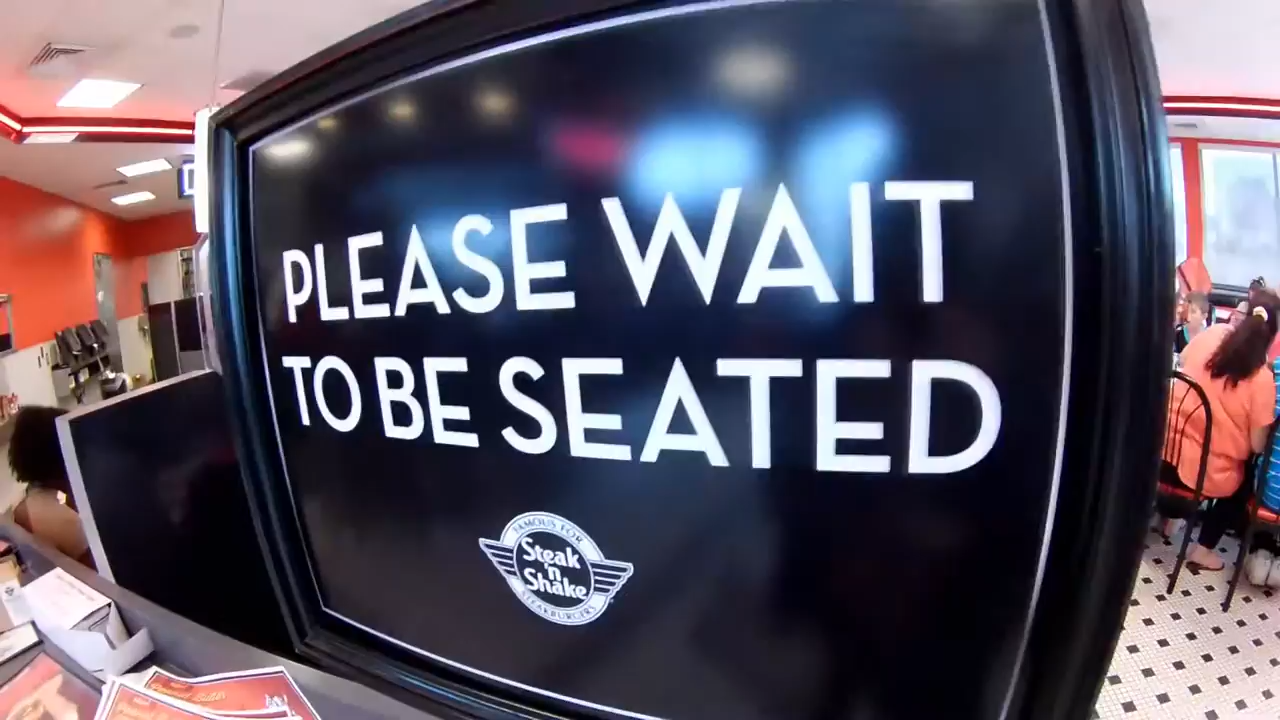 PLEASE WAIT
TO BE SEATED
FAMOUS FOR
Steak
'n
Shake
STEAKBURGERS